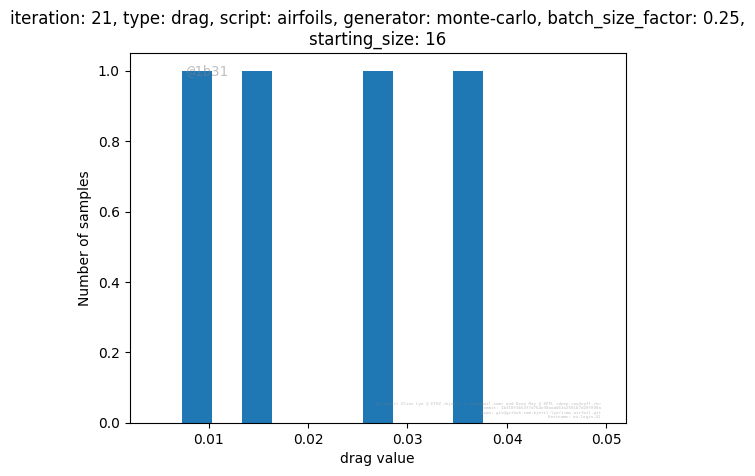 iteration: 21, type: drag, script: airfoils, generator: monte-carlo, batch_size_factor: 0.25,
starting_size: 16
@1b31
1.0
0.8
0.6
0.4
0.2
0.0
Number of samples
0.01
0.02
0.03
0.04
0.05
drag value